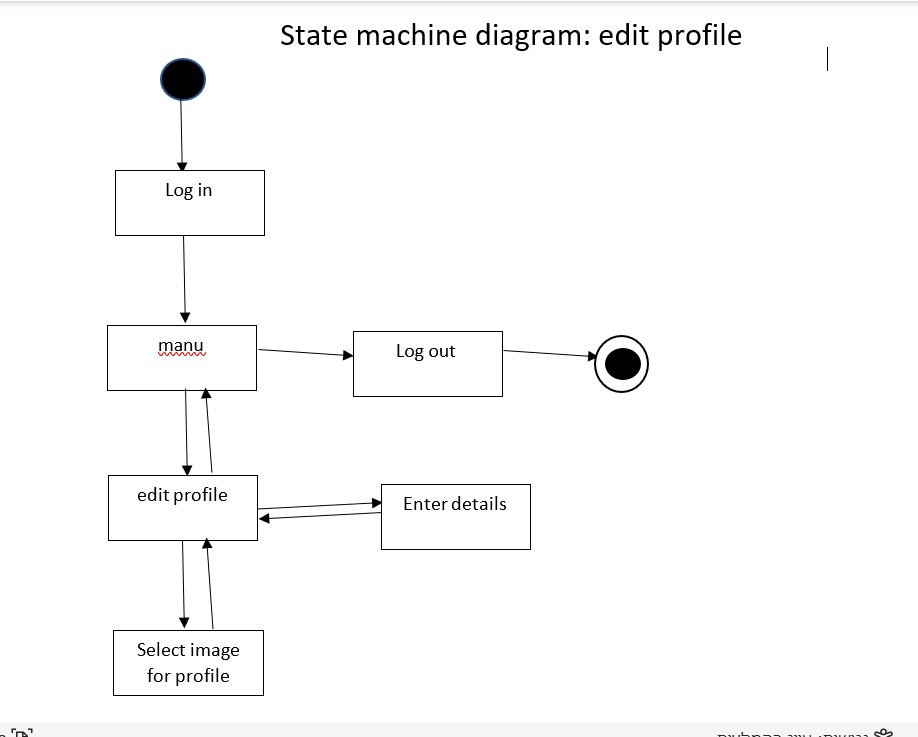 State machine diagram: edit profile
Log in
manu
Log out
edit profile
Enter details
Select image
for profile